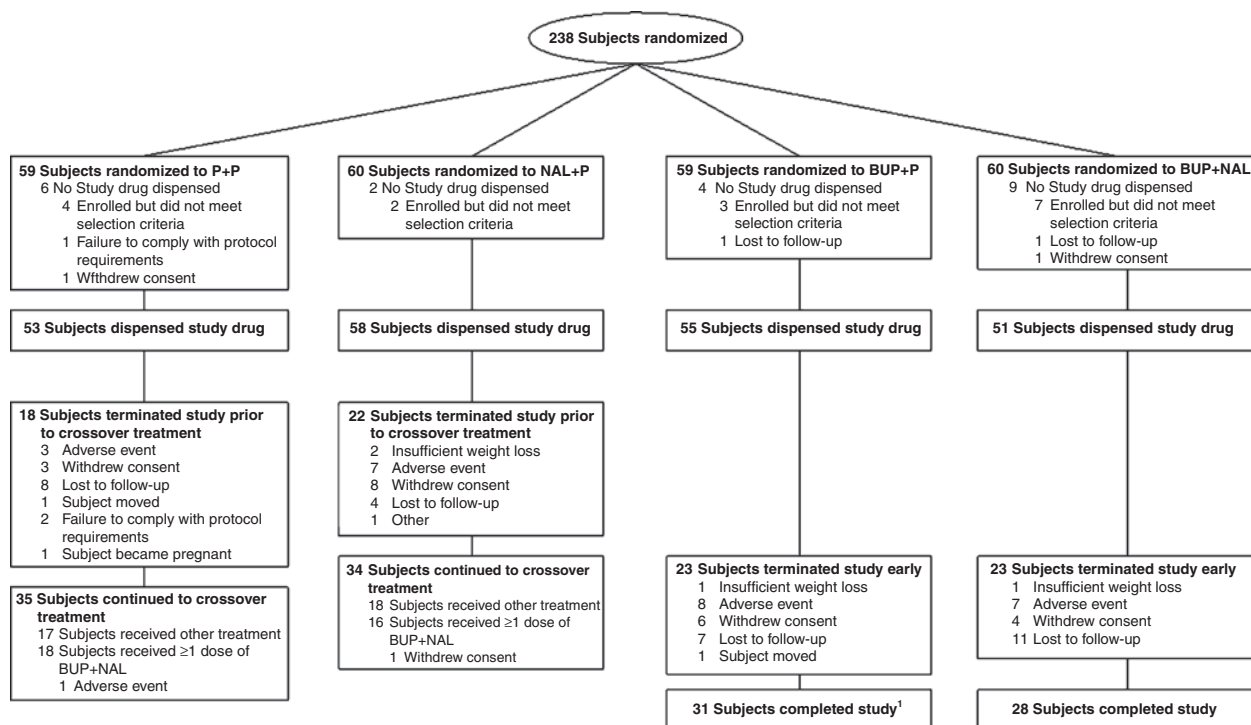 238 Subjects randomized
59 Subjects randomized to P+P
6 No Study drug dispensed
4 Enrolled but did not meet
selection criteria
1 Failure to comply with protocol
requirements
1 Wfthdrew consent
60 Subjects randomized to NAL+P
2 No Study drug dispensed
2 Enrolled but did not meet
selection criteria
59 Subjects randomized to BUP+P
4 No Study drug dispensed
3 Enrolled but did not meet
selection criteria
1 Lost to follow-up
60 Subjects randomized to BUP+NAL
9 No Study drug dispensed
7 Enrolled but did not meet
selection criteria
1 Lost to follow-up
1 Withdrew consent
53 Subjects dispensed study drug
58 Subjects dispensed study drug
55 Subjects dispensed study drug
51 Subjects dispensed study drug
18 Subjects terminated study prior
to crossover treatment
3 Adverse event
3 Withdrew consent
8 Lost to follow-up
1 Subject moved
2 Failure to comply with protocol
requirements
1 Subject became pregnant
22 Subjects terminated study prior
to crossover treatment
2 Insufficient weight loss
7 Adverse event
8 Withdrew consent
4 Lost to follow-up
1 Other
35 Subjects continued to crossover
treatment
17 Subjects received other treatment
18 Subjects received ≥1 dose of
BUP+NAL
1 Adverse event
34 Subjects continued to crossover
treatment
18 Subjects received other treatment
16 Subjects received ≥1 dose of
BUP+NAL
1 Withdrew consent
23 Subjects terminated study early
1 Insufficient weight loss
8 Adverse event
6 Withdrew consent
7 Lost to follow-up
1 Subject moved
23 Subjects terminated study early
1 Insufficient weight loss
7 Adverse event
4 Withdrew consent
11 Lost to follow-up
31 Subjects completed study¹
28 Subjects completed study